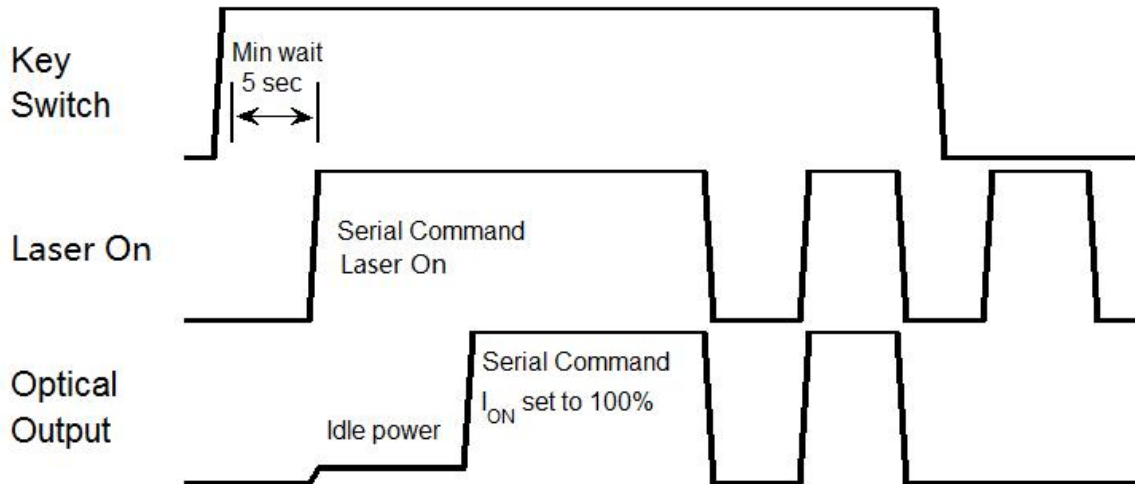 Key
Switch
Min wait
5 sec
Laser On
Serial Command
Laser On
Optical
Output
Idle power
Serial Command
I_ON set to 100%